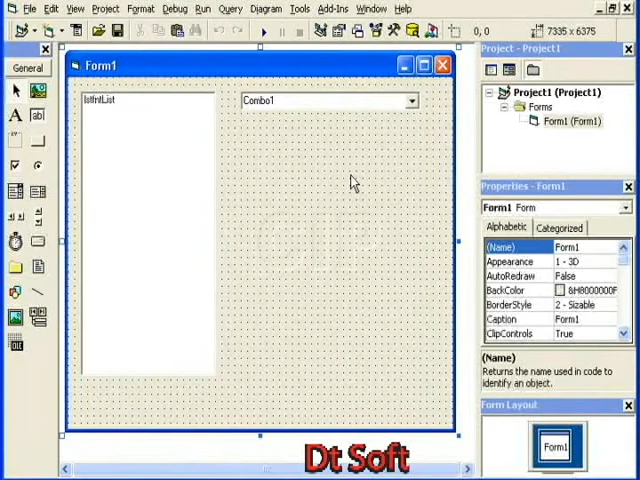 File Edit View Project Format Debug Run Query Diagram Tools Add-Ins Window Help
0, 0
7335 x 6375
General
Form1
lstfntList
Combo1
Project - Project1
Project1 (Project1)
Forms
Form1 (Form1)
Properties - Form1
Form1 Form
Alphabetic Categorized
(Name) Form1
Appearance 1 - 3D
AutoRedraw False
BackColor &H8000000F
BorderStyle 2 - Sizable
Caption Form1
ClipControls True
(Name)
Returns the name used in code to
identify an object.
Form Layout
Form1
Dt Soft